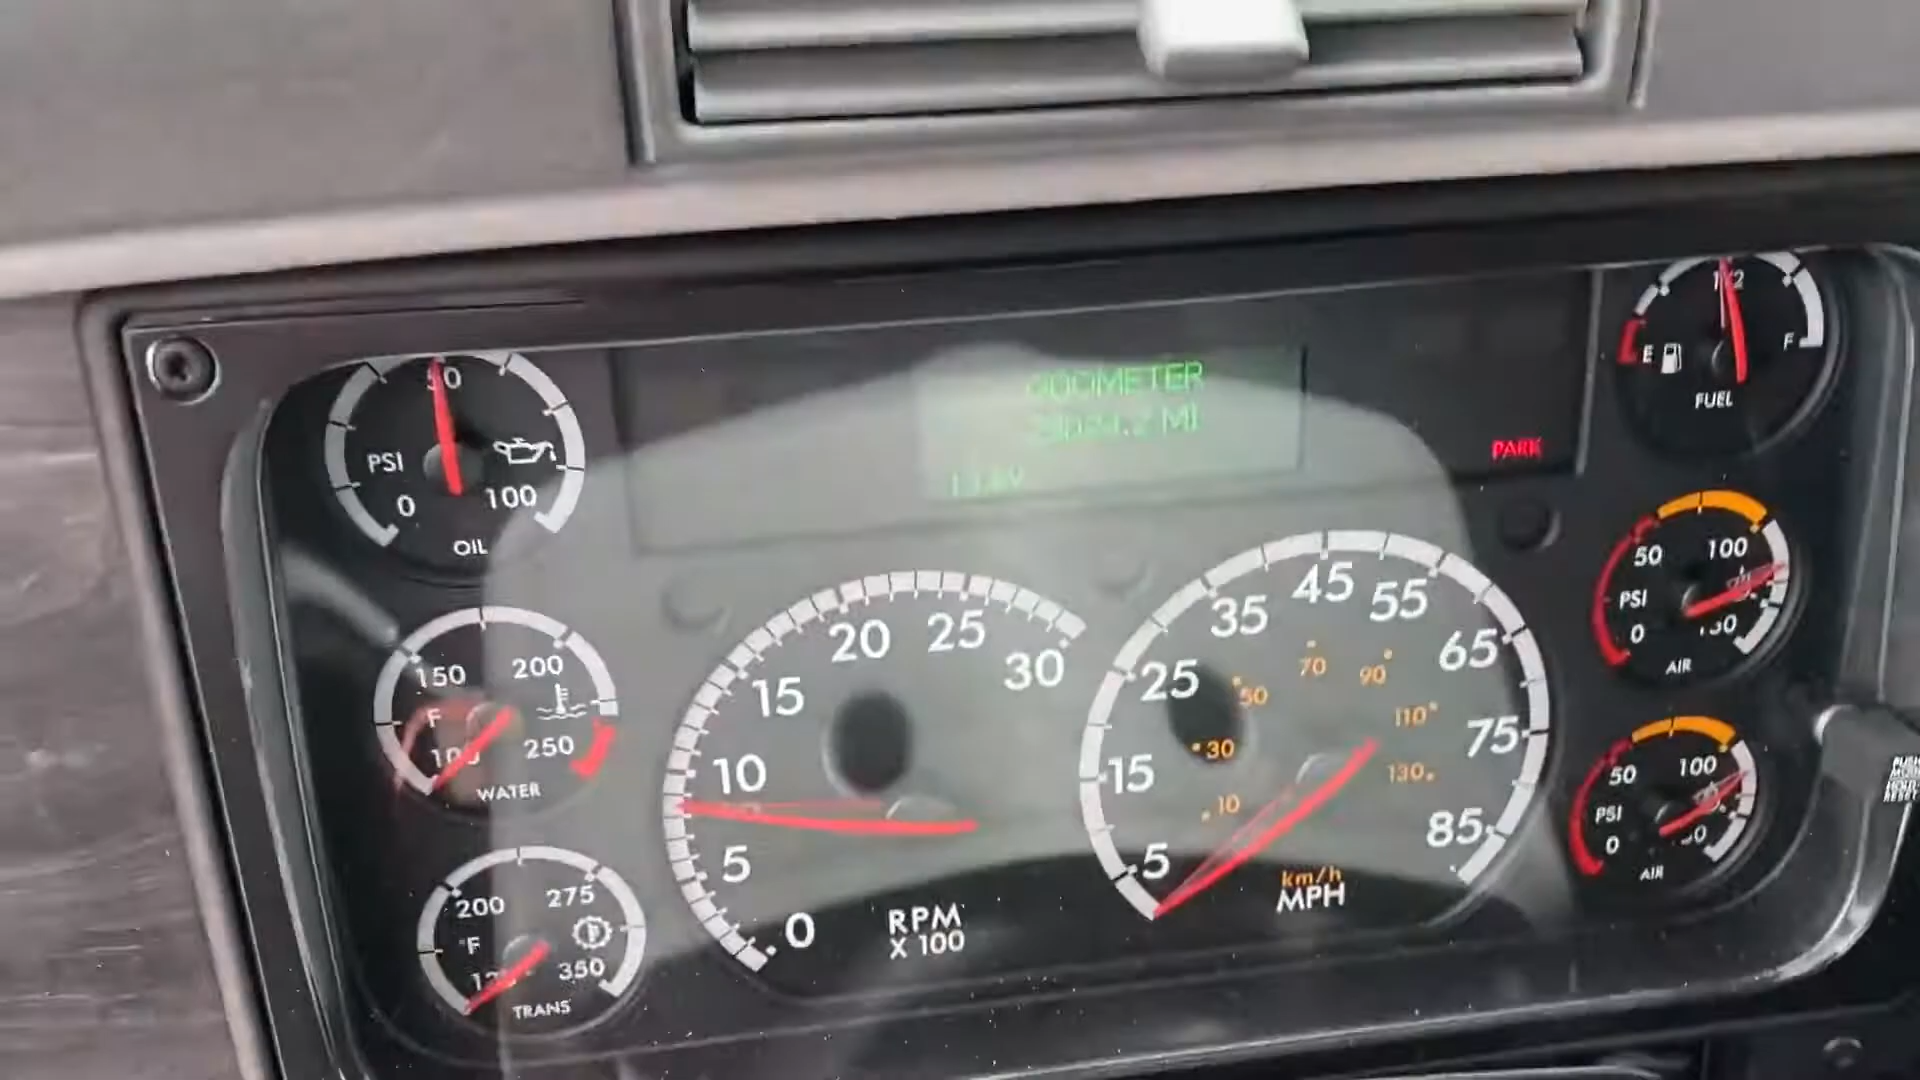 50
PSI
0
100
OIL
ODOMETER
MI
PARK
1/2
E
F
FUEL
150
200
F
100
250
WATER
200
275
°F
350
TRANS
0
5
10
15
20
25
30
RPM
X 100
5
15
25
35
45
55
65
75
85
10
30
50
70
90
110
130
km/h
MPH
50
100
PSI
0
AIR
50
100
PSI
0
AIR